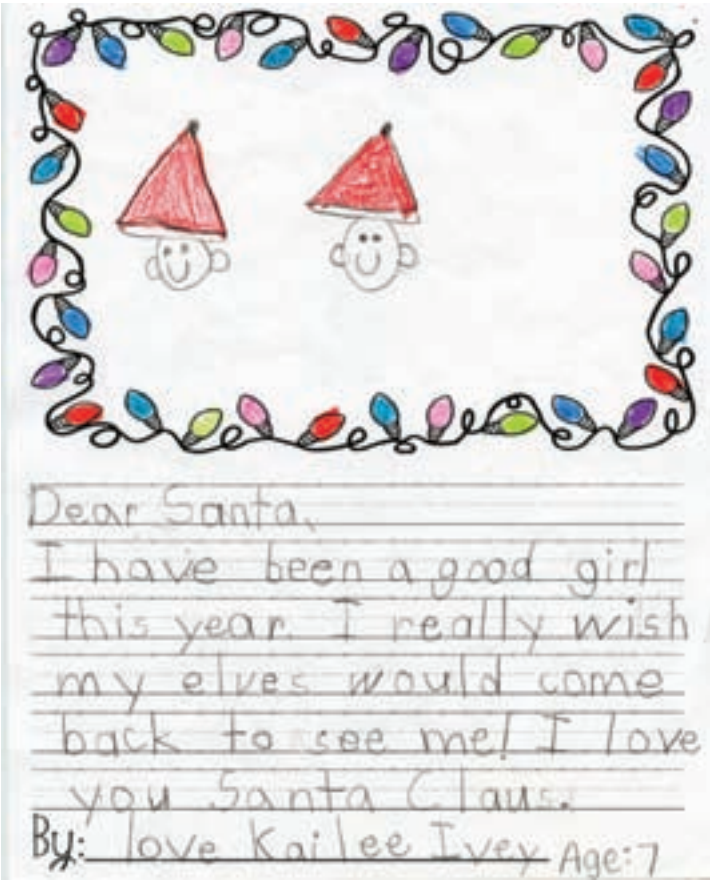 Dear Santa,
I have been a good girl
this year. I really wish
my elves would come
back to see me! I love
you Santa Claus.
By: love Kailee Ivey Age:7